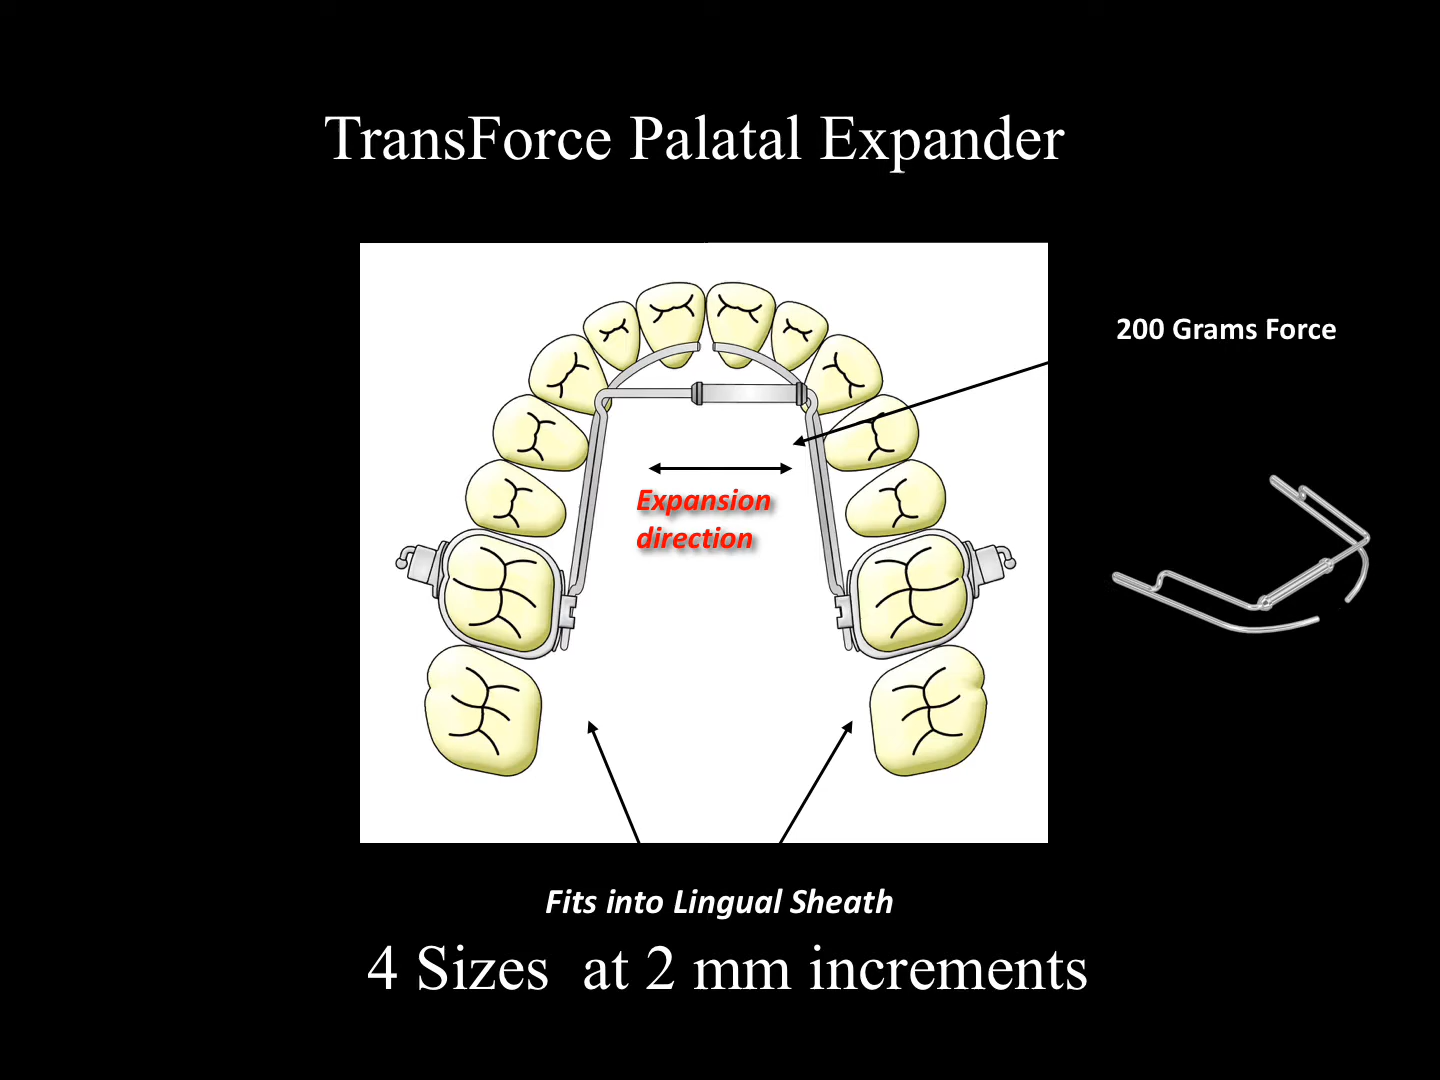 TransForce Palatal Expander
200 Grams Force
Expansion
direction
Fits into Lingual Sheath
4 Sizes  at 2 mm increments